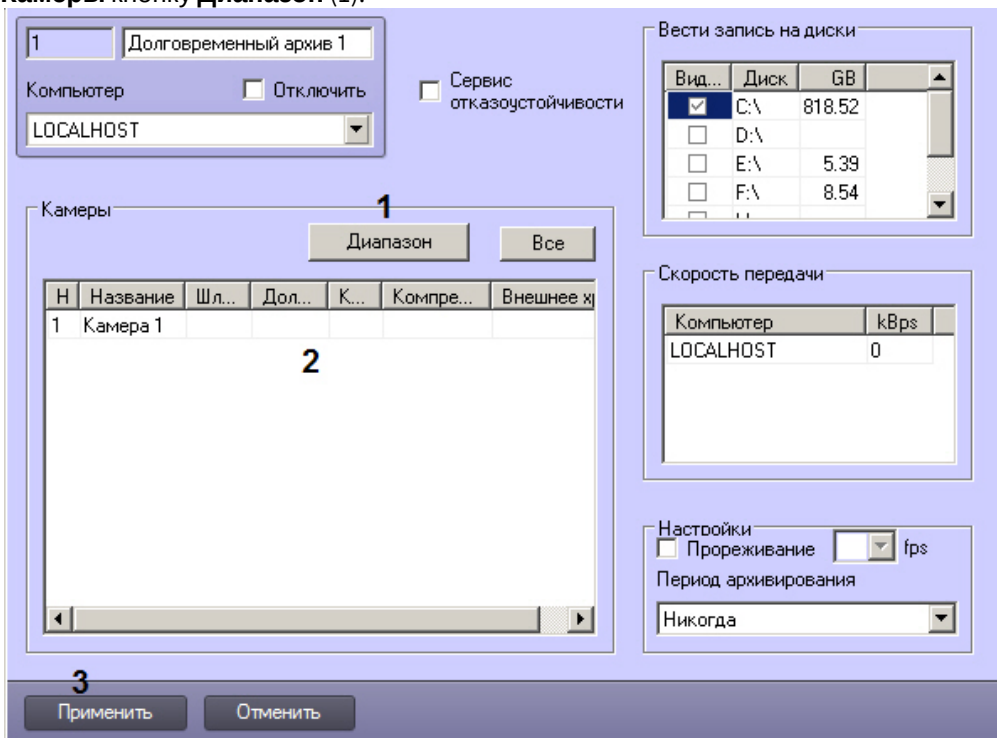 Камеры кнопку Диапазон (1).
1 Долговременный архив 1
Компьютер Отключить
LOCALHOST
Сервис
отказоустойчивости
Вести запись на диски
Вид... Диск GB
C:\ 818.52
D:\
E:\ 5.39
F:\ 8.54
Камеры
1
Диапазон Все
Н Название Шл... Дол... К... Компре... Внешнее х
1 Камера 1
2
Скорость передачи
Компьютер kBps
LOCALHOST 0
Настройки
Прореживание fps
Период архивирования
Никогда
3
Применить Отменить